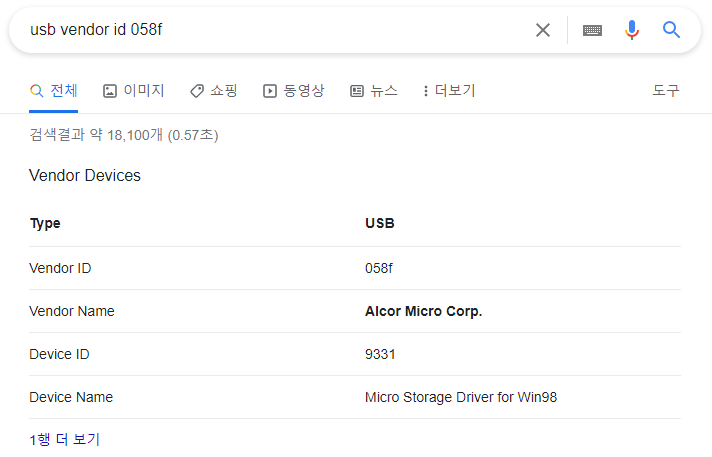 usb vendor id 058f
전체 이미지 쇼핑 동영상 뉴스 더보기 도구
검색결과 약 18,100개 (0.57초)
Vendor Devices
Type USB
Vendor ID 058f
Vendor Name Alcor Micro Corp.
Device ID 9331
Device Name Micro Storage Driver for Win98
1행 더 보기